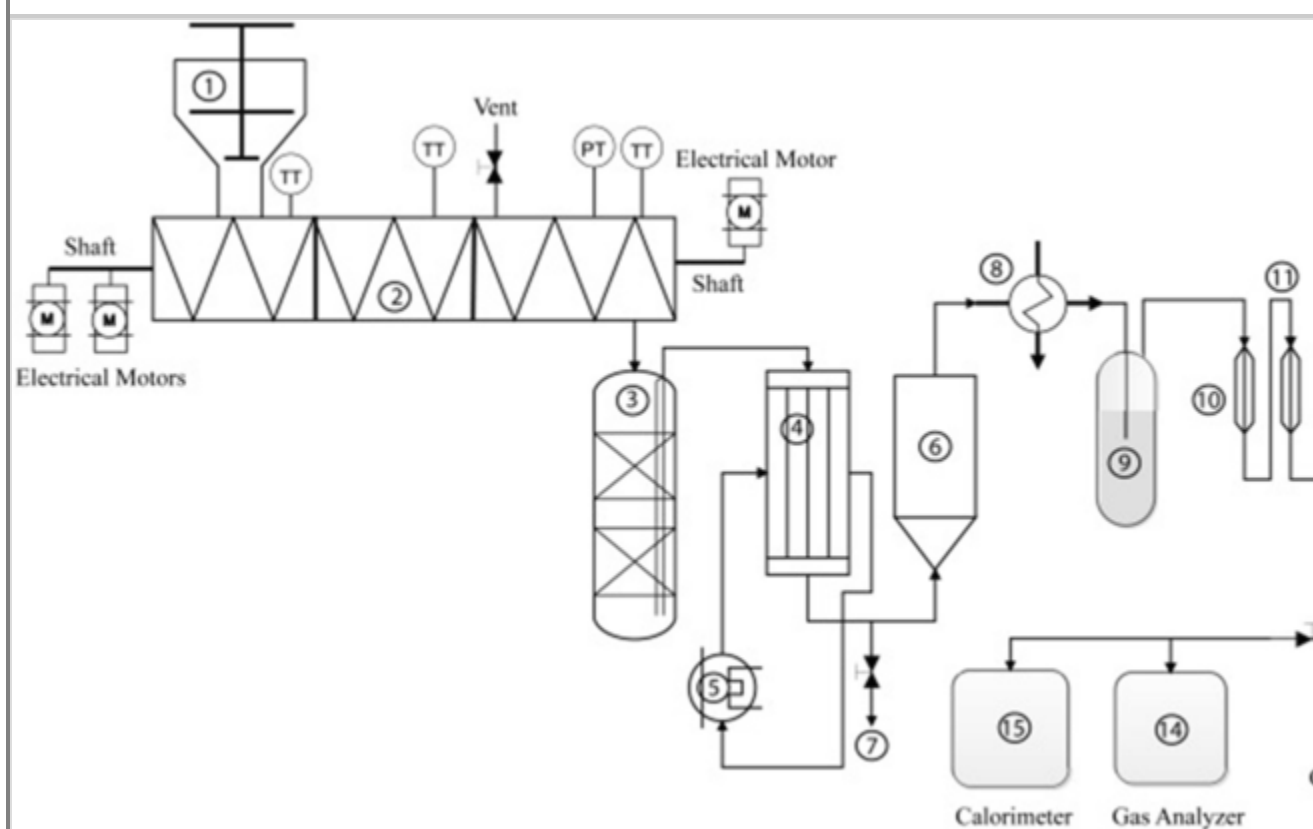 1
Vent
TT
PT
TT
Electrical Motor
TT
M
Shaft
8
11
2
Shaft
M
M
Electrical Motors
3
10
4
6
9
5
15
14
7
Calorimeter
Gas Analyzer